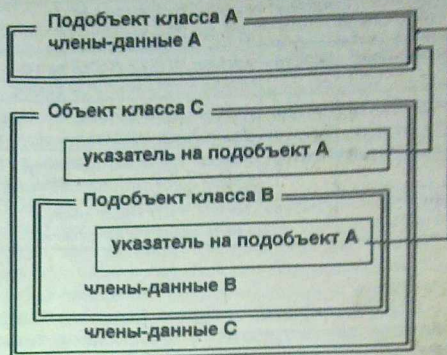 Подобъект класса А
члены-данные А
Объект класса С
указатель на подобъект А
Подобъект класса В
указатель на подобъект А
члены-данные В
члены-данные С